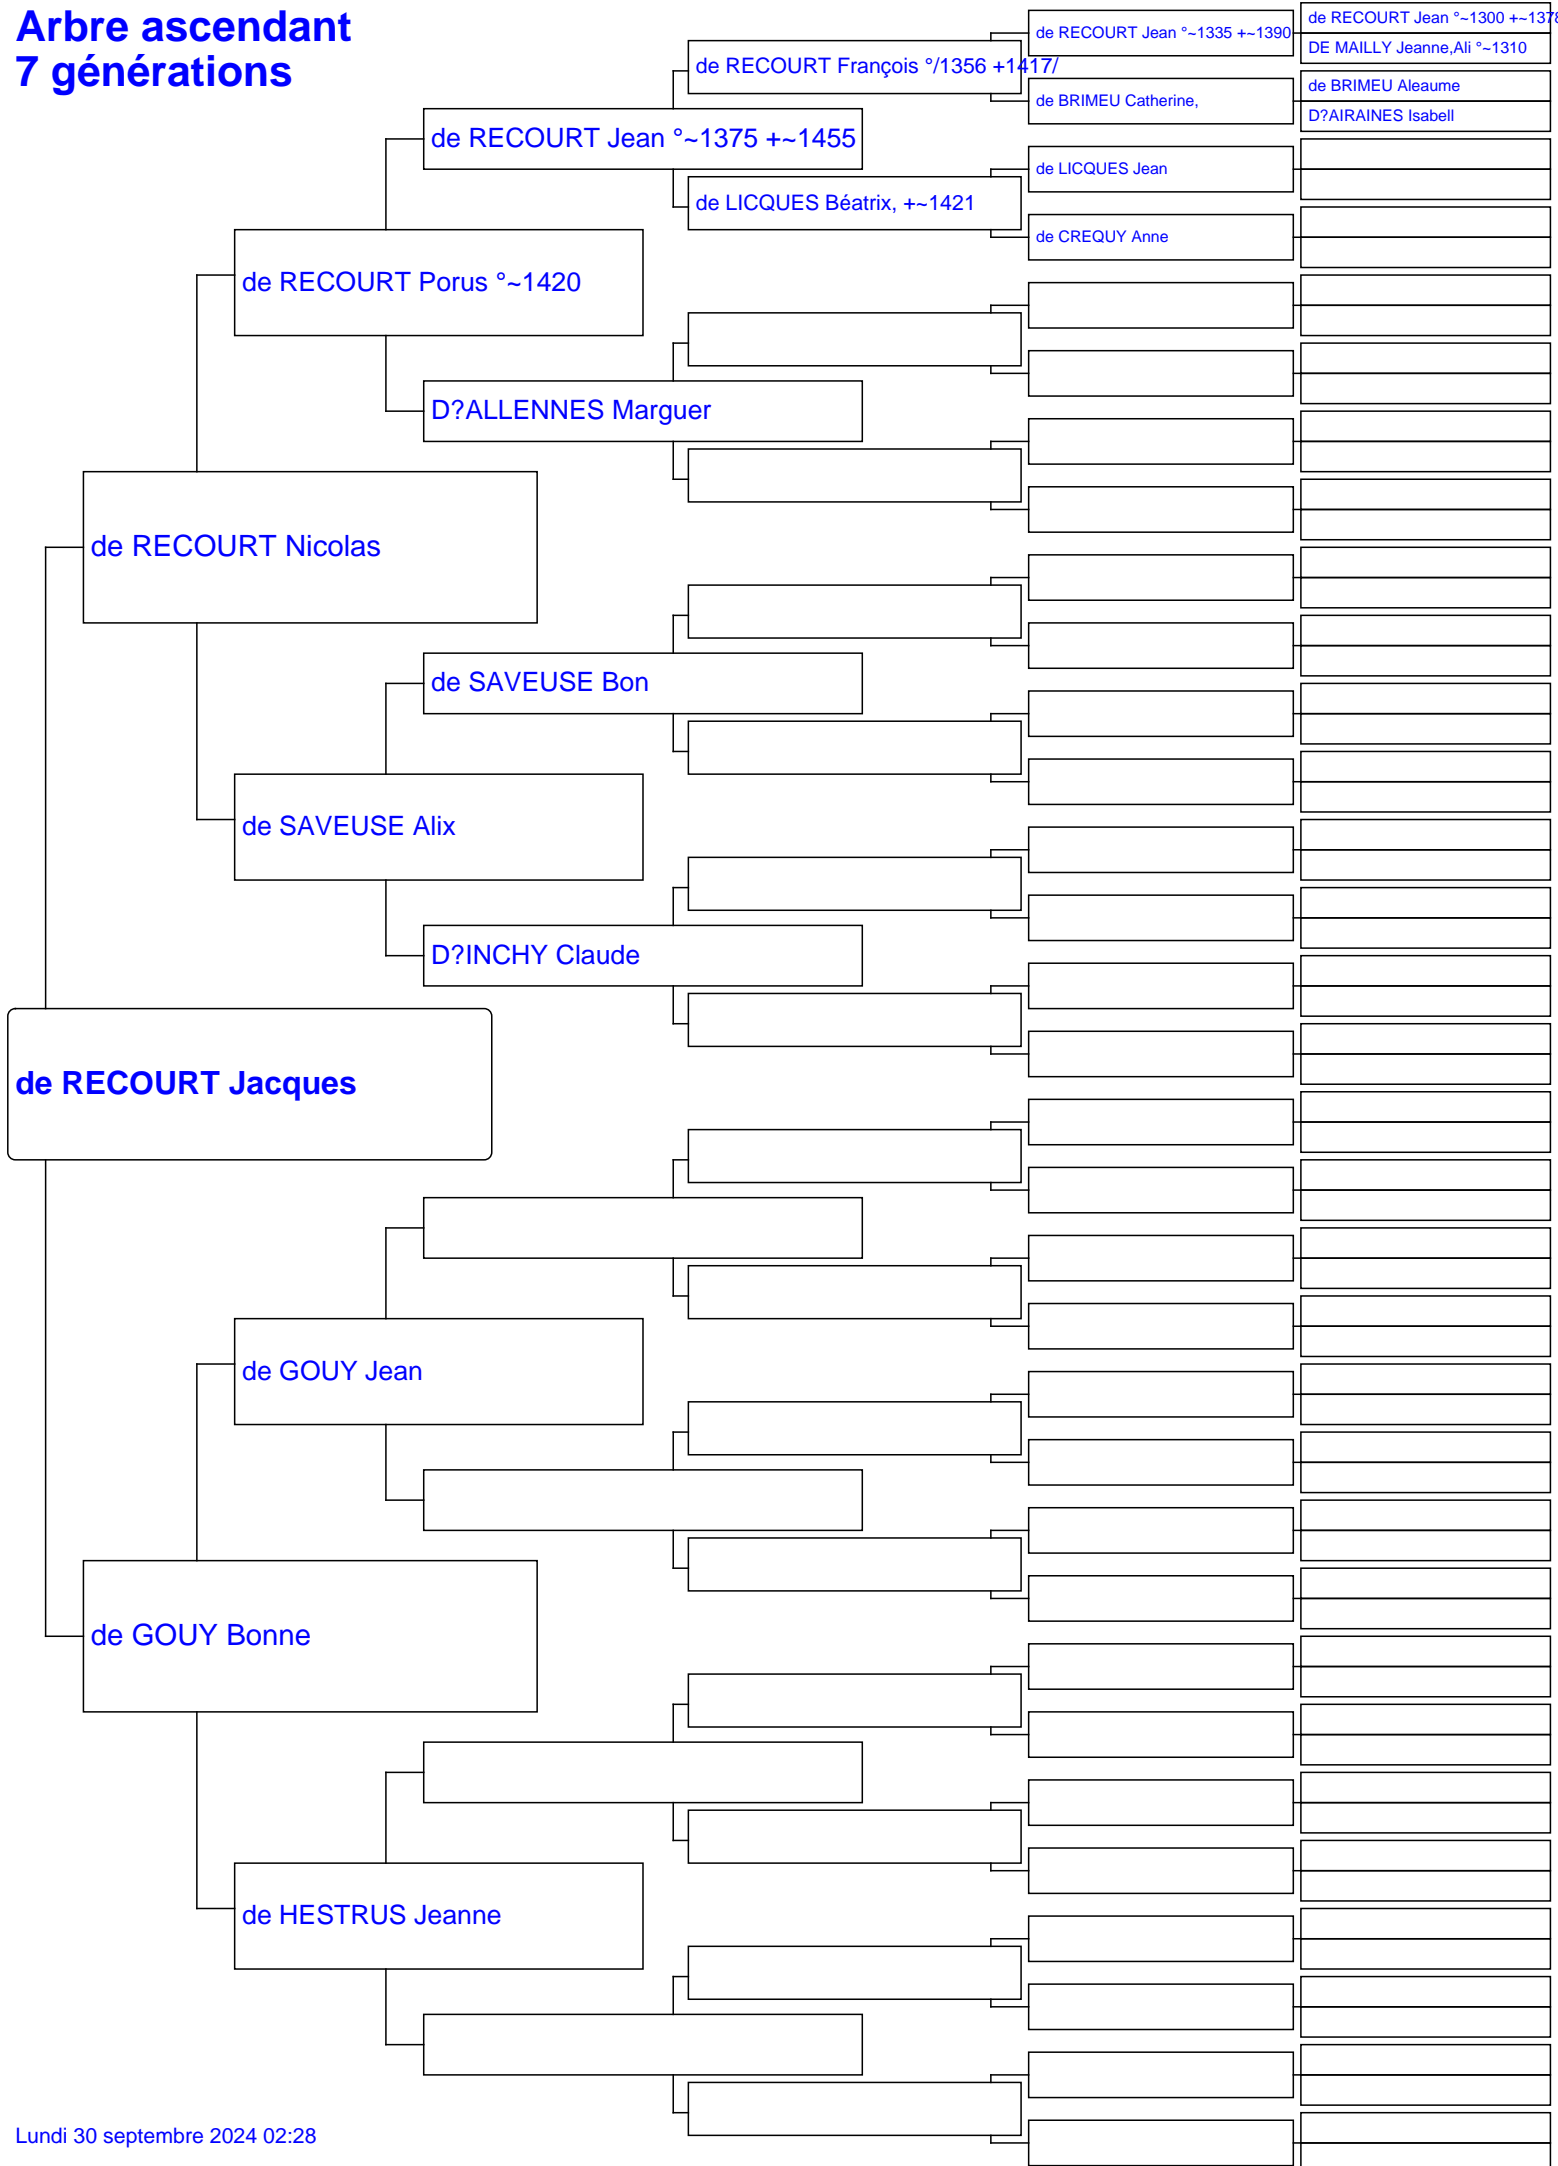 Arbre ascendant
7 générations
de RECOURT Jean °~1300 +~1378
de RECOURT Jean °~1335 +~1390
DE MAILLY Jeanne,Ali °~1310
de RECOURT François °/1356 +1417/
de BRIMEU Aleaume
de BRIMEU Catherine,
D?AIRAINES Isabell
de RECOURT Jean °~1375 +~1455
de LICQUES Jean
de LICQUES Béatrix, +~1421
de CREQUY Anne
de RECOURT Porus °~1420
D?ALLENNES Marguer
de RECOURT Nicolas
de SAVEUSE Bon
de SAVEUSE Alix
D?INCHY Claude
de RECOURT Jacques
de GOUY Jean
de GOUY Bonne
de HESTRUS Jeanne
Lundi 30 septembre 2024 02:28